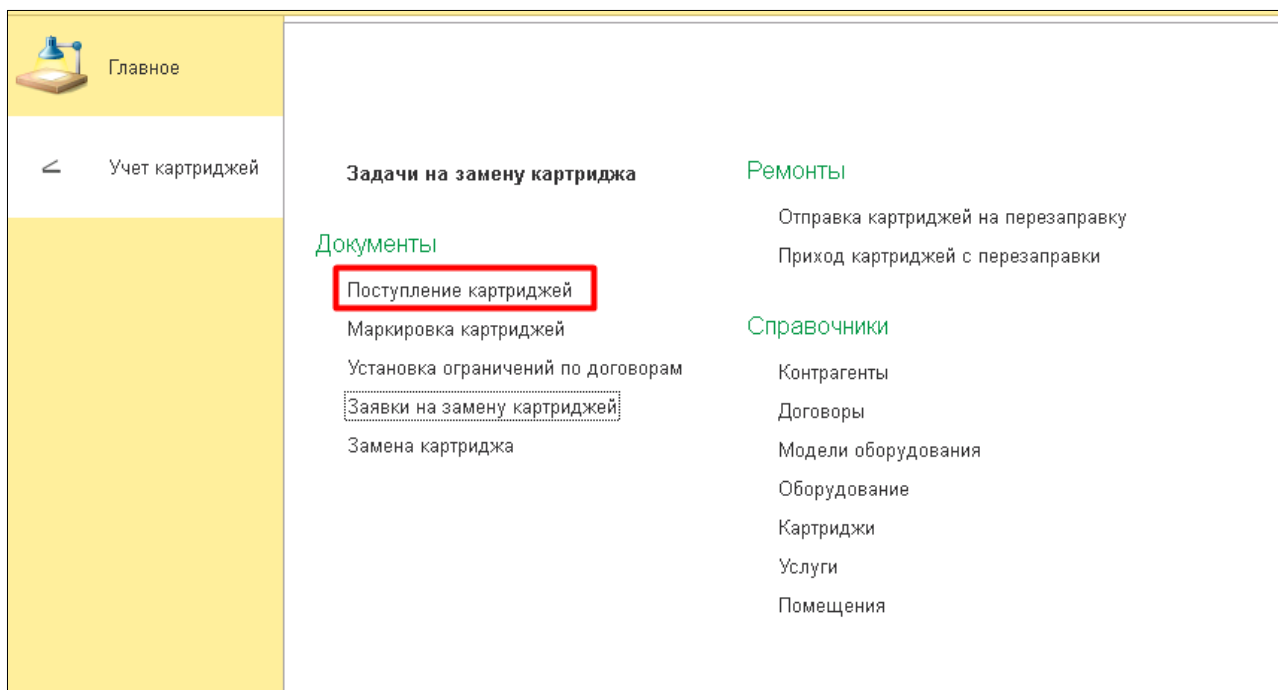 Главное
Учет картриджей
Задачи на замену картриджа
Документы
Поступление картриджей
Маркировка картриджей
Установка ограничений по договорам
Заявки на замену картриджей
Замена картриджа
Ремонты
Отправка картриджей на перезаправку
Приход картриджей с перезаправки
Справочники
Контрагенты
Договоры
Модели оборудования
Оборудование
Картриджи
Услуги
Помещения